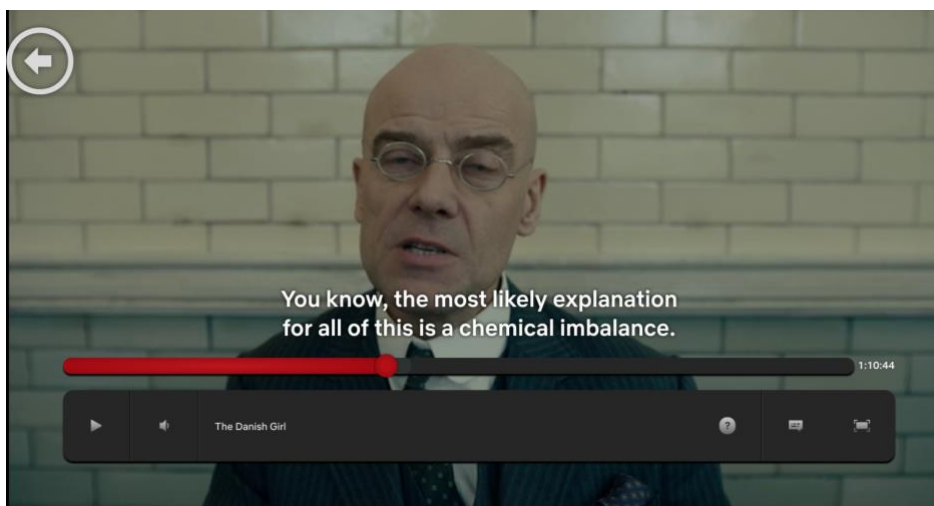 You know, the most likely explanation
for all of this is a chemical imbalance.
1:10:44
The Danish Girl
?